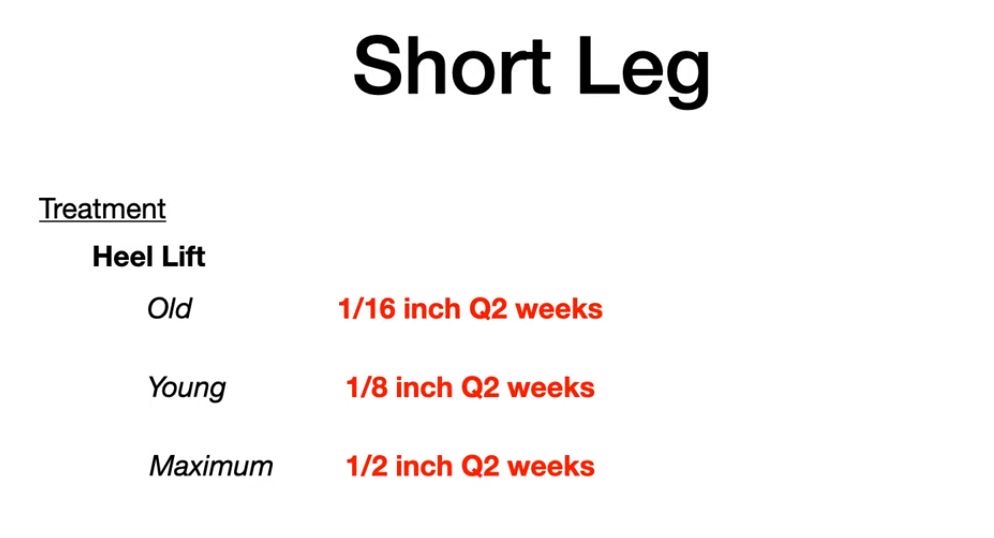 Short Leg
Treatment
Heel Lift
Old 1/16 inch Q2 weeks
Young 1/8 inch Q2 weeks
Maximum 1/2 inch Q2 weeks